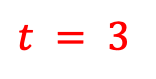 t = 3